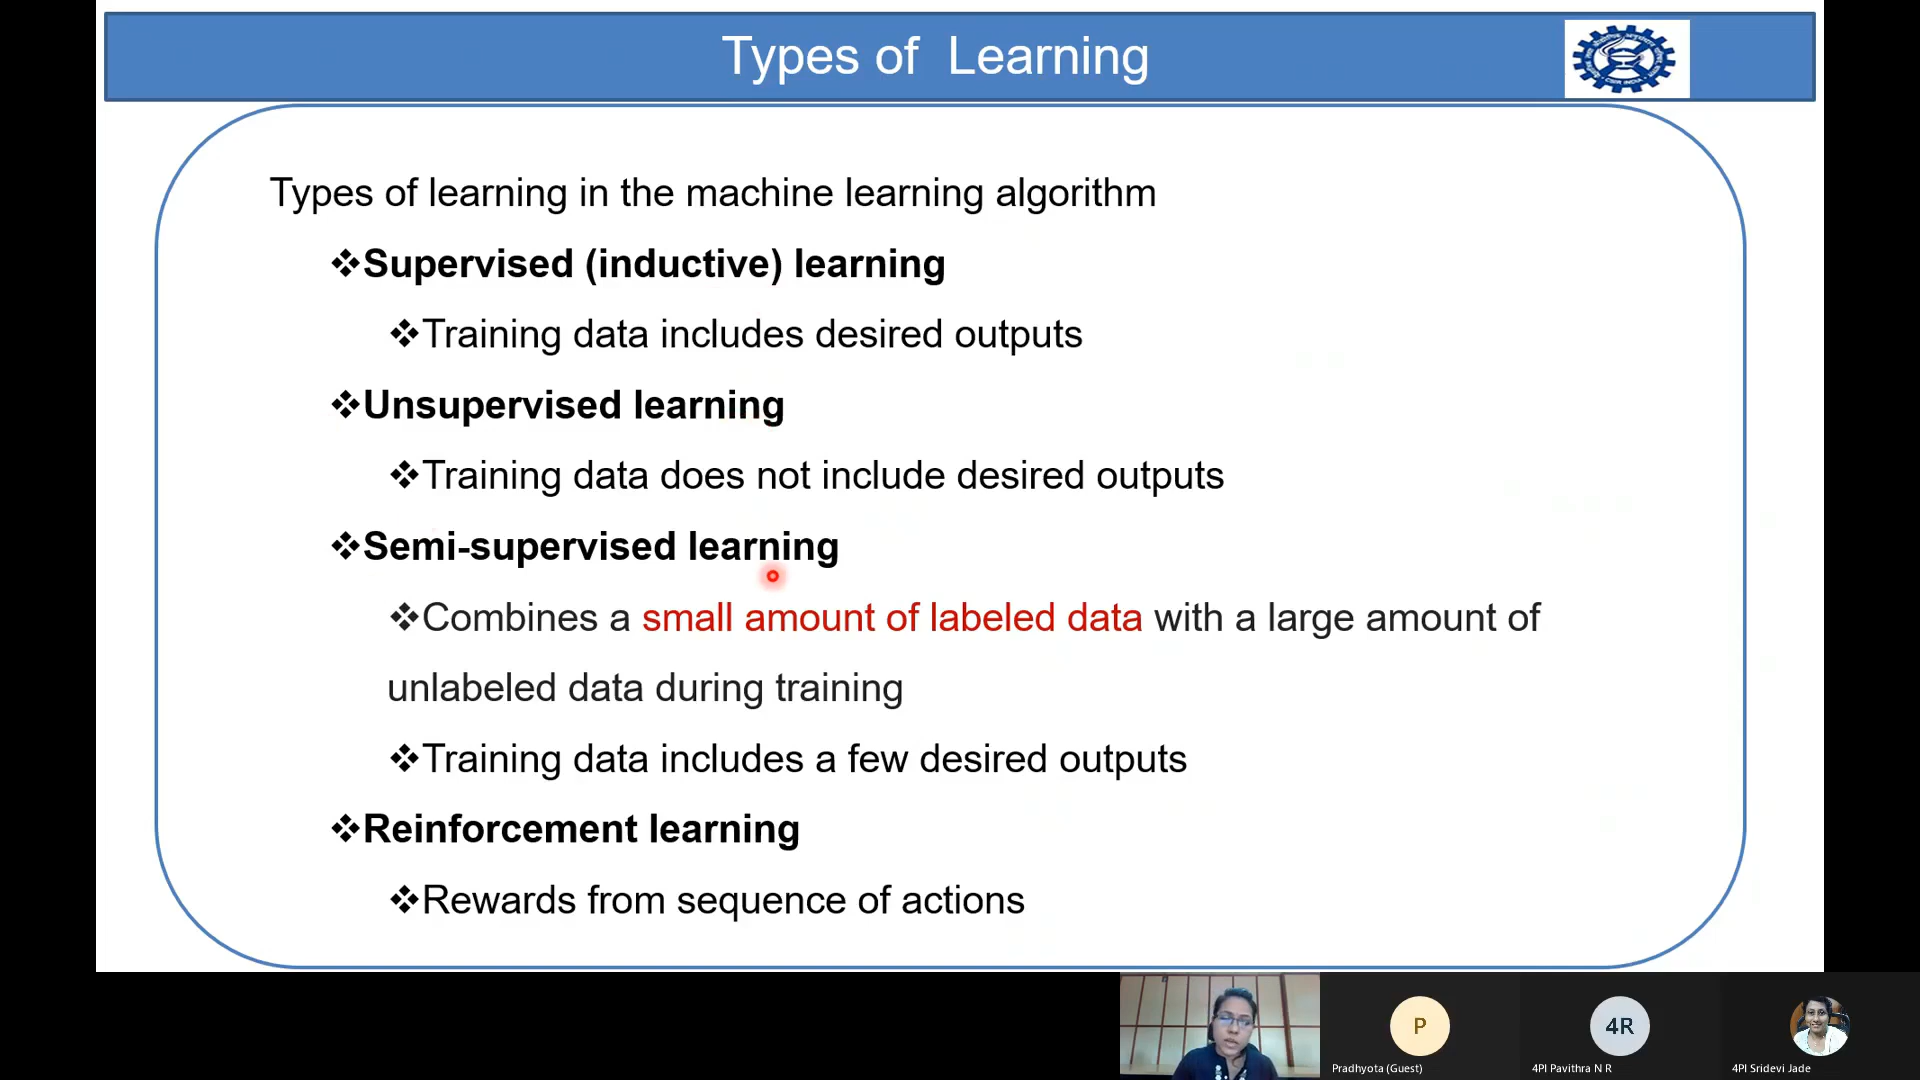 Types of  Learning
Types of learning in the machine learning algorithm
❖Supervised (inductive) learning
❖Training data includes desired outputs
❖Unsupervised learning
❖Training data does not include desired outputs
❖Semi-supervised learning
❖Combines a small amount of labeled data with a large amount of
unlabeled data during training
❖Training data includes a few desired outputs
❖Reinforcement learning
❖Rewards from sequence of actions
P
4R
Pradhyota (Guest)
4PI Pavithra N R
4PI Sridevi Jade